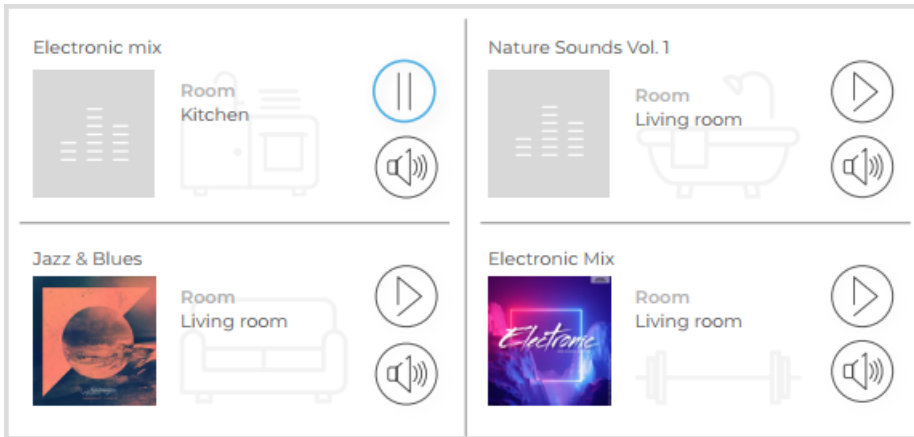 Electronic mix
Room
Kitchen
Nature Sounds Vol. 1
Room
Living room
Jazz & Blues
Room
Living room
Electronic Mix
Electronic
Room
Living room